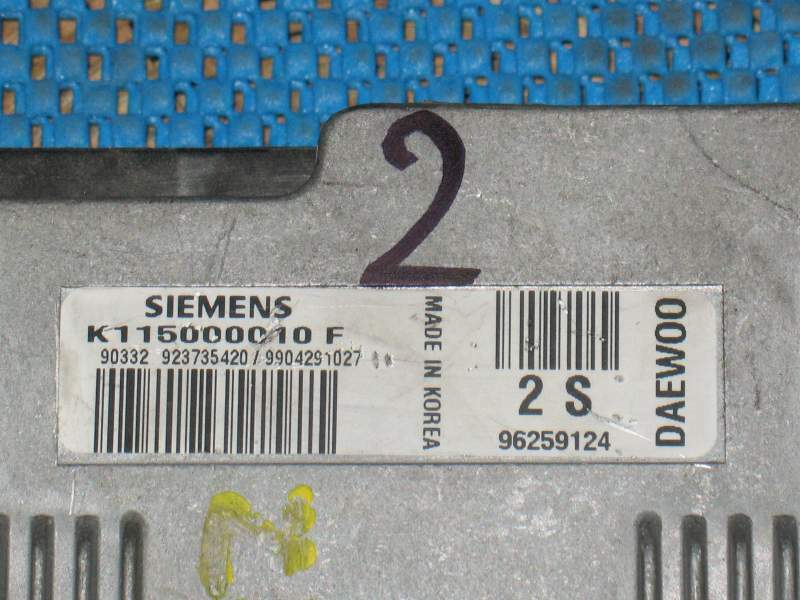 2
SIEMENS
K115000010 F
90332 923735420 / 9904291027
MADE IN KOREA
2 S
96259124
DAEWOO